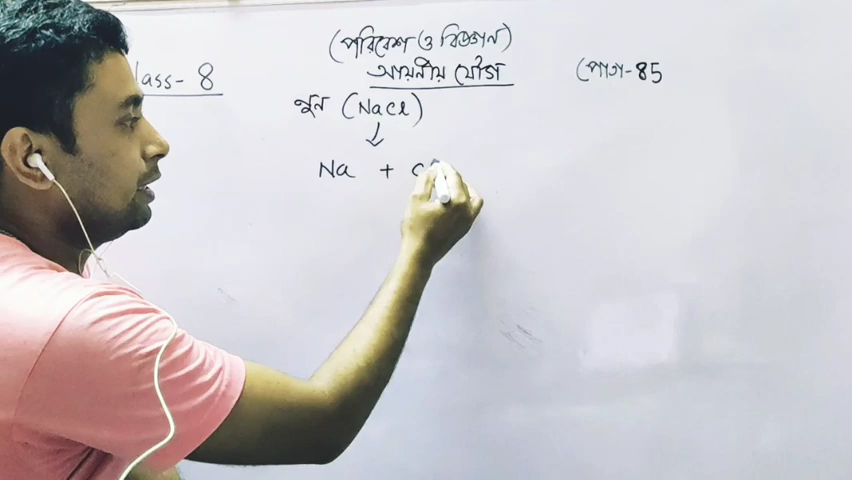 (পরিবেশ ও বিজ্ঞান)
lass- 8
আয়নীয় যৌগ
(পাতা-85
নুন (NaCl)
↓
Na + C